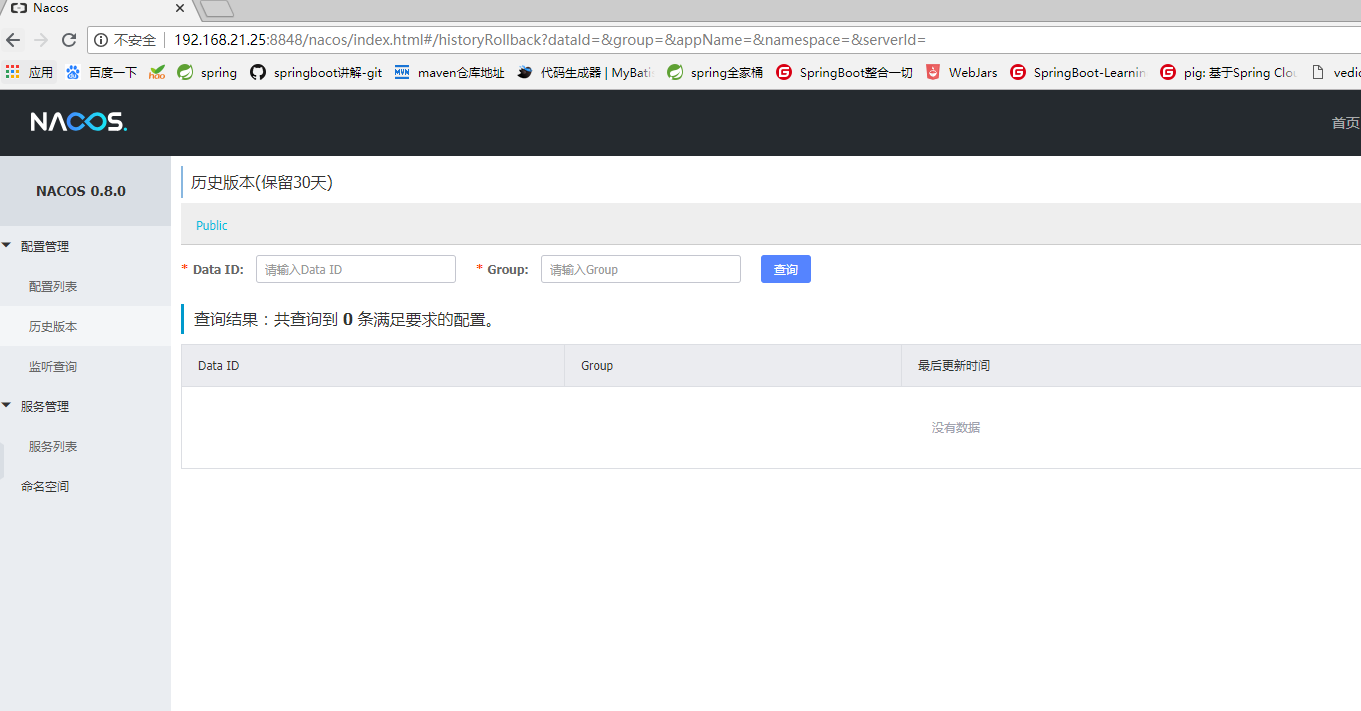 Nacos
不安全 192.168.21.25:8848/nacos/index.html#/historyRollback?dataId=&group=&appName=&namespace=&serverId=
应用 百度一下 hao spring springboot讲解-git MVN maven仓库地址 代码生成器 | MyBatis spring全家桶 SpringBoot整合一切 WebJars SpringBoot-Learnin pig: 基于Spring Clou vedio
NACOS.
首页
NACOS 0.8.0
配置管理
配置列表
历史版本
监听查询
服务管理
服务列表
命名空间
历史版本(保留30天)
Public
* Data ID: 请输入Data ID * Group: 请输入Group 查询
查询结果：共查询到 0 条满足要求的配置。
Data ID Group 最后更新时间
没有数据